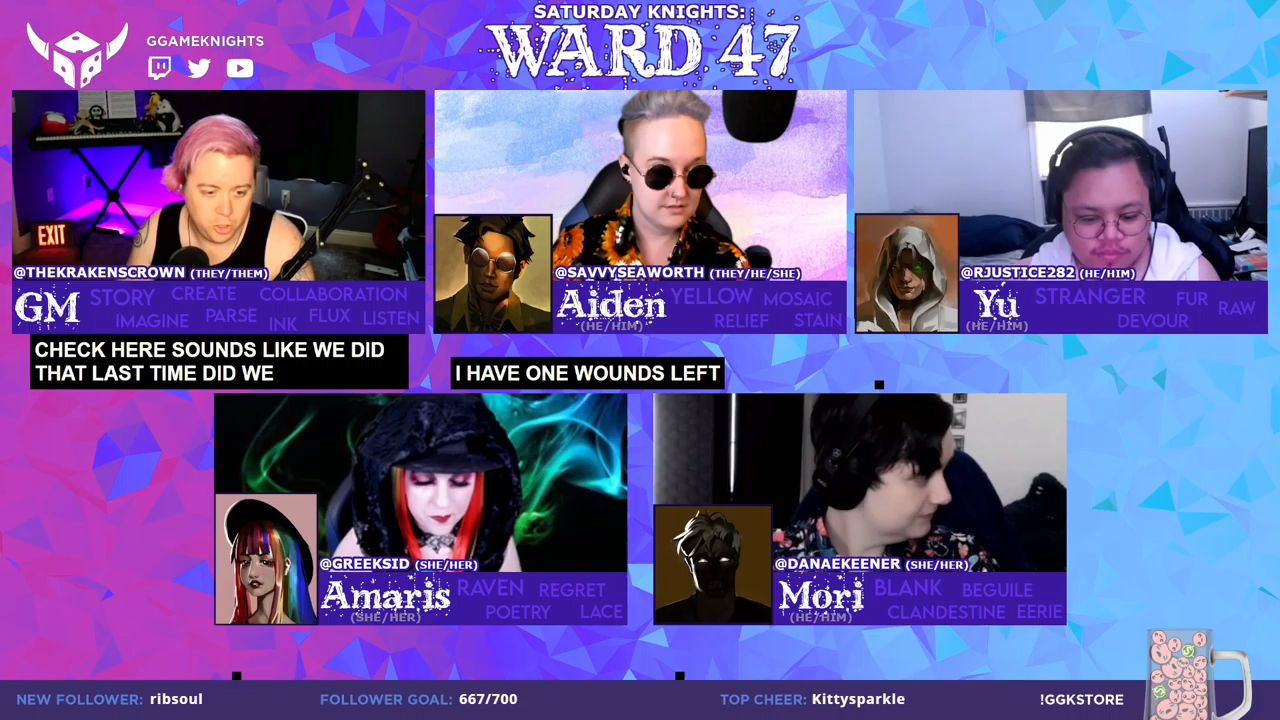 GGAMEKNIGHTS
SATURDAY KNIGHTS:
WARD 47
EXIT
@THEKRAKENSCROWN (THEY/THEM)
GM
STORY CREATE COLLABORATION
IMAGINE PARSE INK FLUX LISTEN
@SAVVYSEAWORTH (THEY/HE/SHE)
Aiden
(HE/HIM)
YELLOW MOSAIC
RELIEF STAIN
@RJUSTICE282 (HE/HIM)
Yu
(HE/HIM)
STRANGER FUR RAW
DEVOUR
CHECK HERE SOUNDS LIKE WE DID
THAT LAST TIME DID WE
I HAVE ONE WOUNDS LEFT
@GREEKSID (SHE/HER)
Amaris
(SHE/HER)
RAVEN REGRET
POETRY LACE
@DANAEKEENER (SHE/HER)
Mori
(HE/HIM)
BLANK BEGUILE
CLANDESTINE EERIE
NEW FOLLOWER: ribsoul
FOLLOWER GOAL: 667/700
TOP CHEER: Kittysparkle
!GGKSTORE